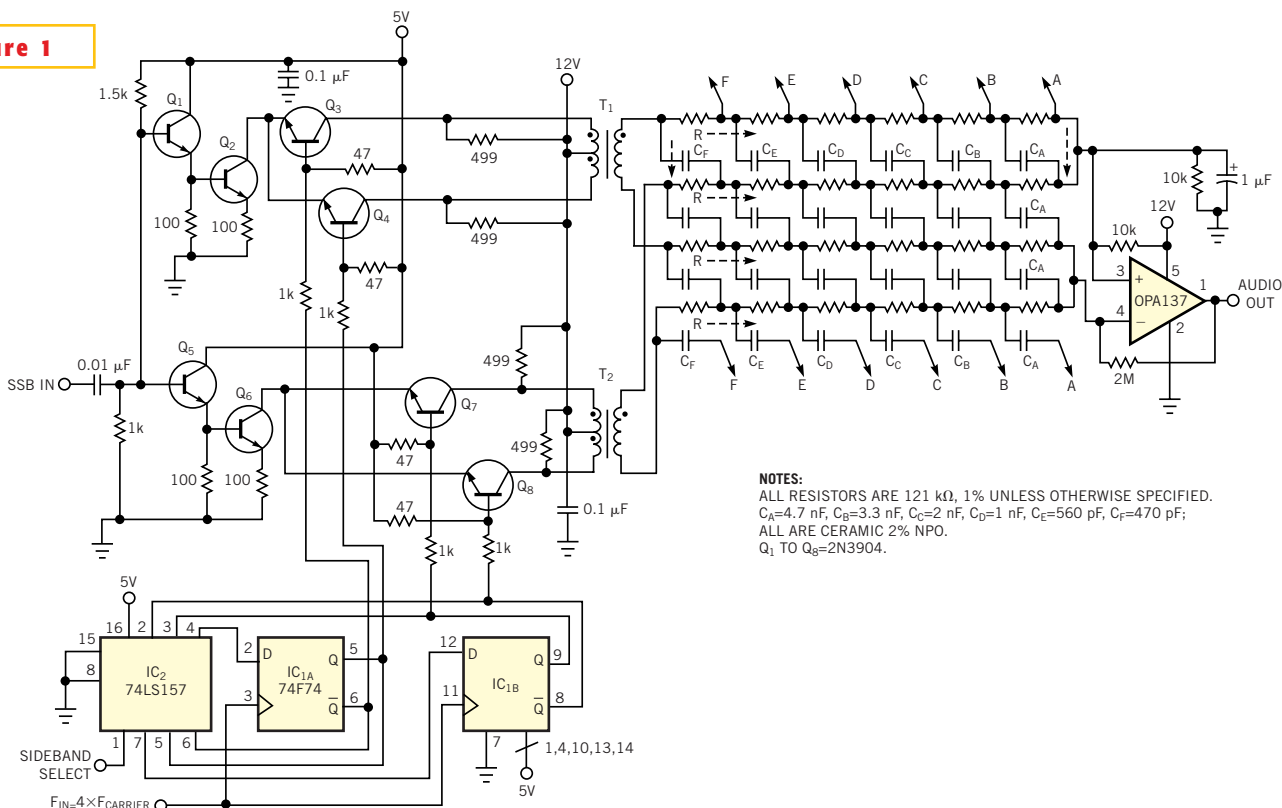 ure 1
5V
12V
0.1 µF
1.5k
Q1
Q2
Q3
47
100
100
Q4
499
499
47
1k
1k
T1
F
E
D
C
B
A
R
CF
CE
CD
CC
CB
CA
R
CA
R
CA
R
CF
CE
CD
CC
CB
CA
F
E
D
C
B
A
10k
+
1 µF
12V
10k
3
+
5
OPA137
1
AUDIO
OUT
4
–
2
2M
SSB IN
0.01 µF
Q5
Q6
1k
100
100
499
Q7
T2
47
499
Q8
47
1k
1k
0.1 µF
NOTES:
ALL RESISTORS ARE 121 kΩ, 1% UNLESS OTHERWISE SPECIFIED.
CA=4.7 nF, CB=3.3 nF, CC=2 nF, CD=1 nF, CE=560 pF, CF=470 pF;
ALL ARE CERAMIC 2% NPO.
Q1 TO Q8=2N3904.
5V
15
16
2
3
4
8
IC2
74LS157
1
7
5
6
2
D
IC1A
74F74
Q
5
3
Q̅
6
12
D
IC1B
Q
9
11
Q̅
8
7
1,4,10,13,14
5V
SIDEBAND
SELECT
FIN=4×FCARRIER